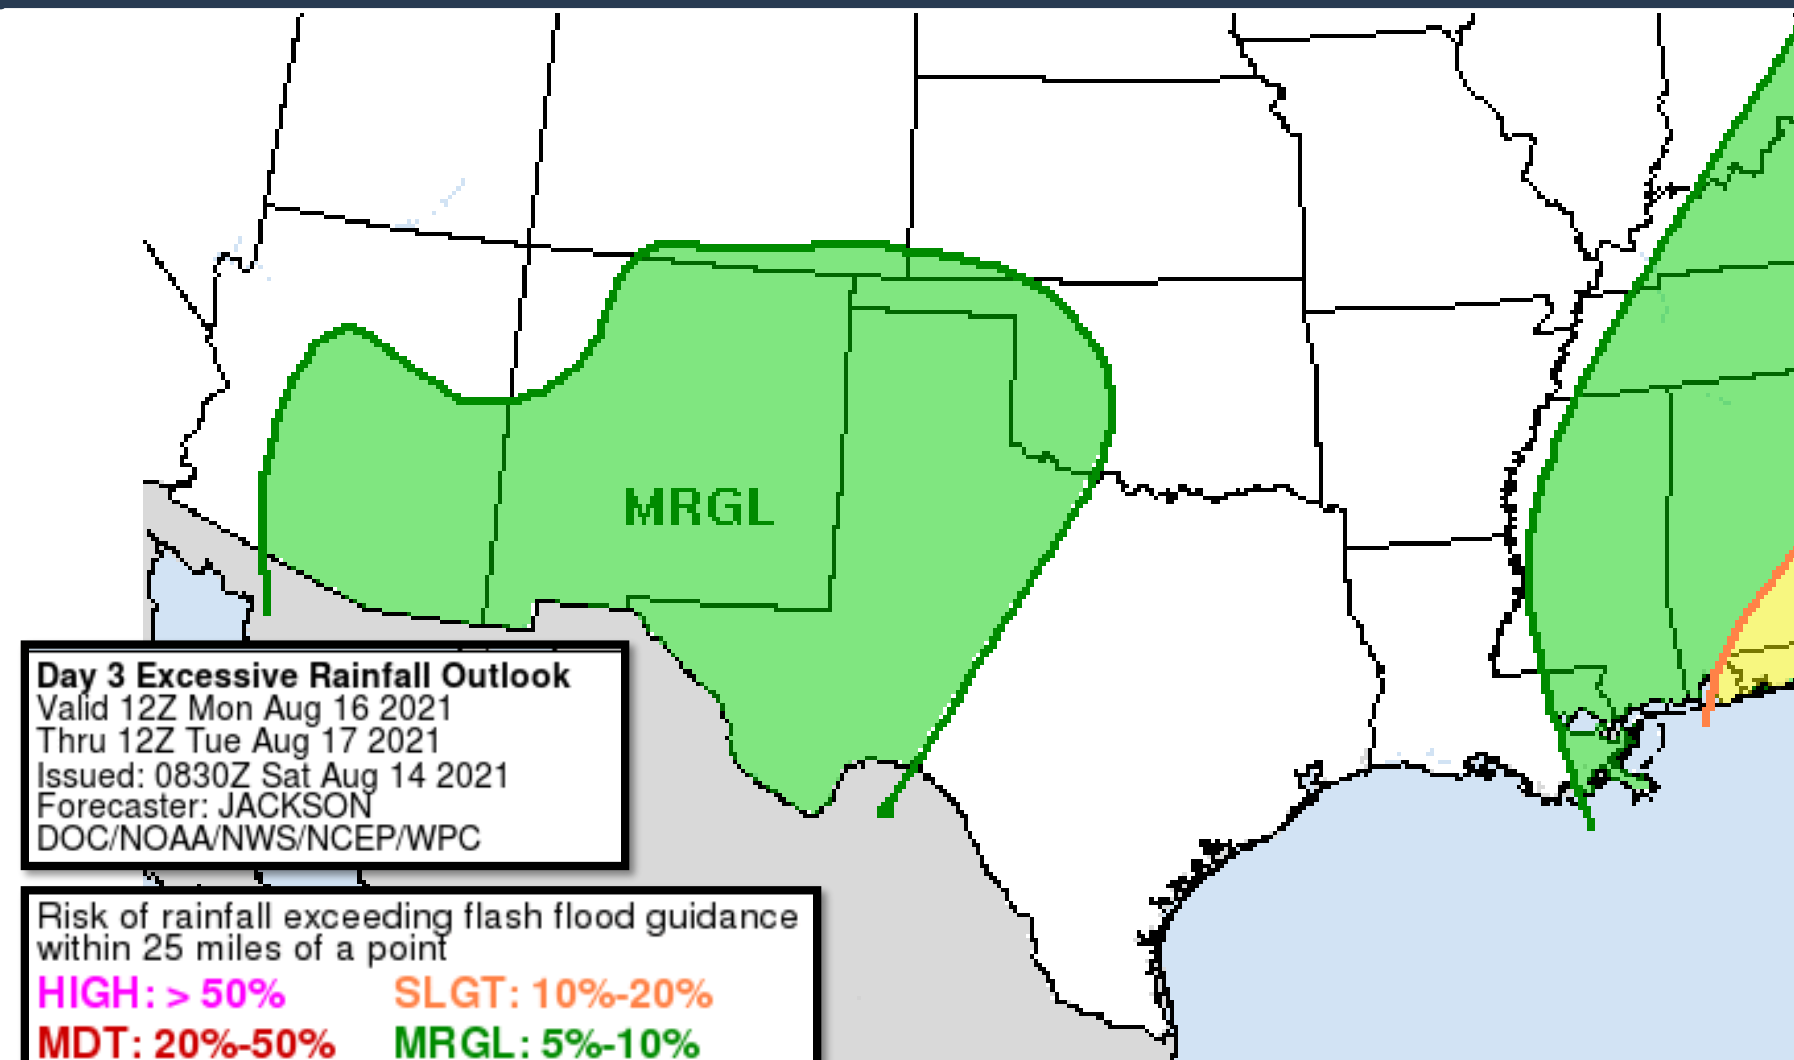 MRGL
Day 3 Excessive Rainfall Outlook
Valid 12Z Mon Aug 16 2021
Thru 12Z Tue Aug 17 2021
Issued: 0830Z Sat Aug 14 2021
Forecaster: JACKSON
DOC/NOAA/NWS/NCEP/WPC
Risk of rainfall exceeding flash flood guidance
within 25 miles of a point
HIGH: > 50% SLGT: 10%-20%
MDT: 20%-50% MRGL: 5%-10%